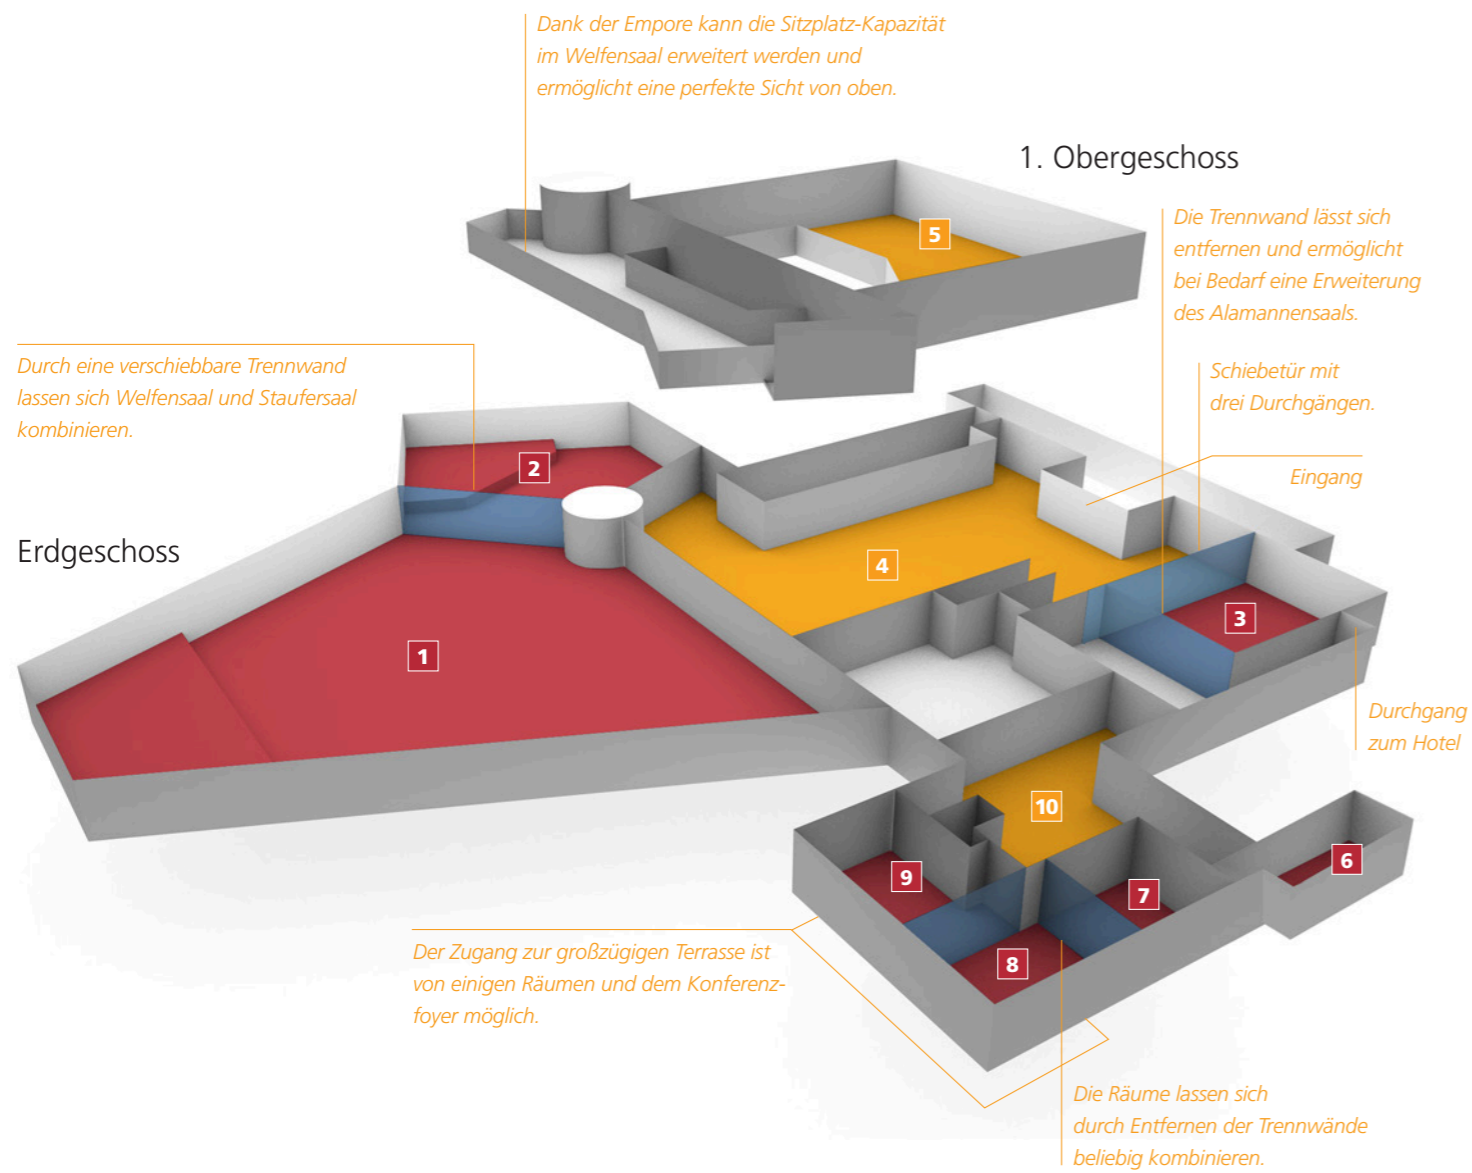 Dank der Empore kann die Sitzplatz-Kapazität
im Welfensaal erweitert werden und
ermöglicht eine perfekte Sicht von oben.
1. Obergeschoss
5
Die Trennwand lässt sich
entfernen und ermöglicht
bei Bedarf eine Erweiterung
des Alamannensaals.
Durch eine verschiebbare Trennwand
lassen sich Welfensaal und Staufersaal
kombinieren.
Schiebetür mit
drei Durchgängen.
Eingang
2
Erdgeschoss
4
3
1
Durchgang
zum Hotel
10
6
9
7
8
Der Zugang zur großzügigen Terrasse ist
von einigen Räumen und dem Konferenz-
foyer möglich.
Die Räume lassen sich
durch Entfernen der Trennwände
beliebig kombinieren.